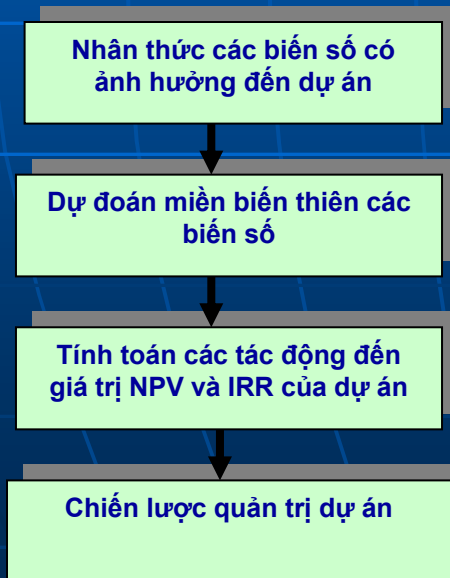 Nhân thức các biến số có
ảnh hưởng đến dự án
Dự đoán miền biến thiên các
biến số
Tính toán các tác động đến
giá trị NPV và IRR của dự án
Chiến lược quản trị dự án